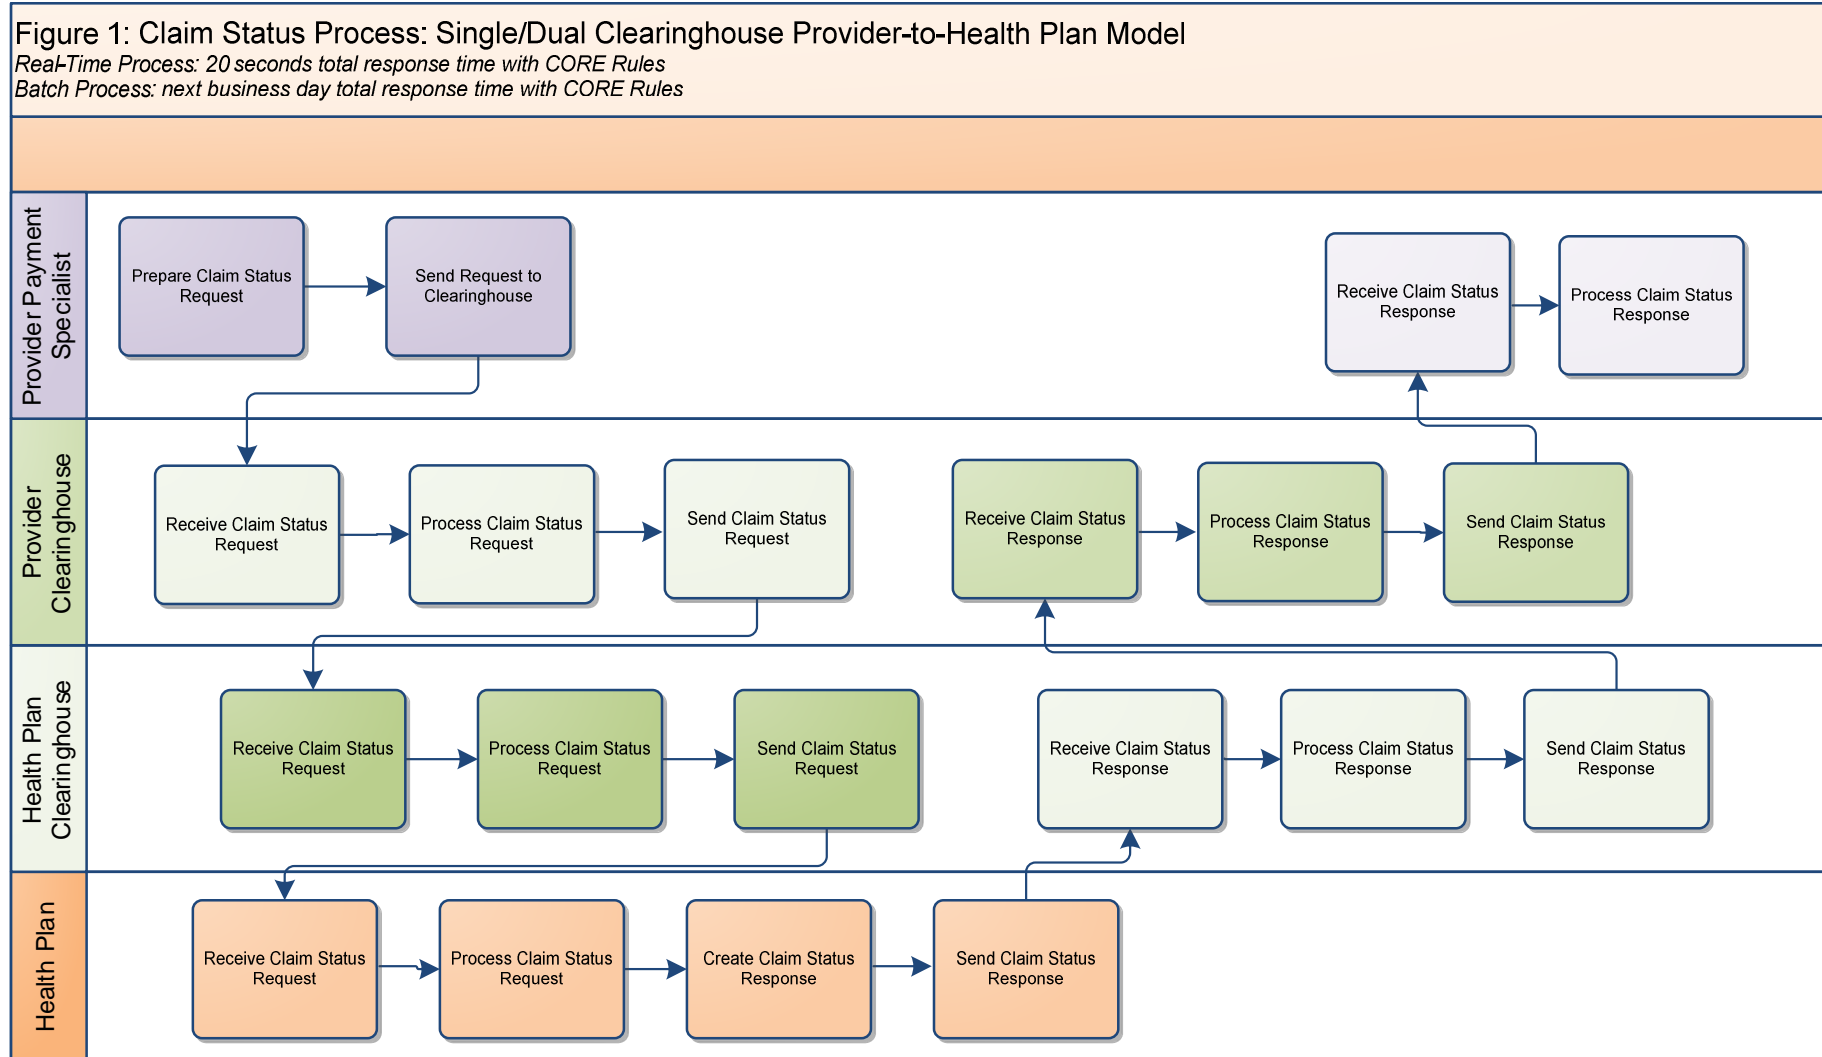 Figure 1: Claim Status Process: Single/Dual Clearinghouse Provider-to-Health Plan Model
Real-Time Process: 20 seconds total response time with CORE Rules
Batch Process: next business day total response time with CORE Rules
Provider Payment
Specialist
Prepare Claim Status
Request
Send Request to
Clearinghouse
Receive Claim Status
Response
Process Claim Status
Response
Provider
Clearinghouse
Receive Claim Status
Request
Process Claim Status
Request
Send Claim Status
Request
Receive Claim Status
Response
Process Claim Status
Response
Send Claim Status
Response
Health Plan
Clearinghouse
Receive Claim Status
Request
Process Claim Status
Request
Send Claim Status
Request
Receive Claim Status
Response
Process Claim Status
Response
Send Claim Status
Response
Health Plan
Receive Claim Status
Request
Process Claim Status
Request
Create Claim Status
Response
Send Claim Status
Response